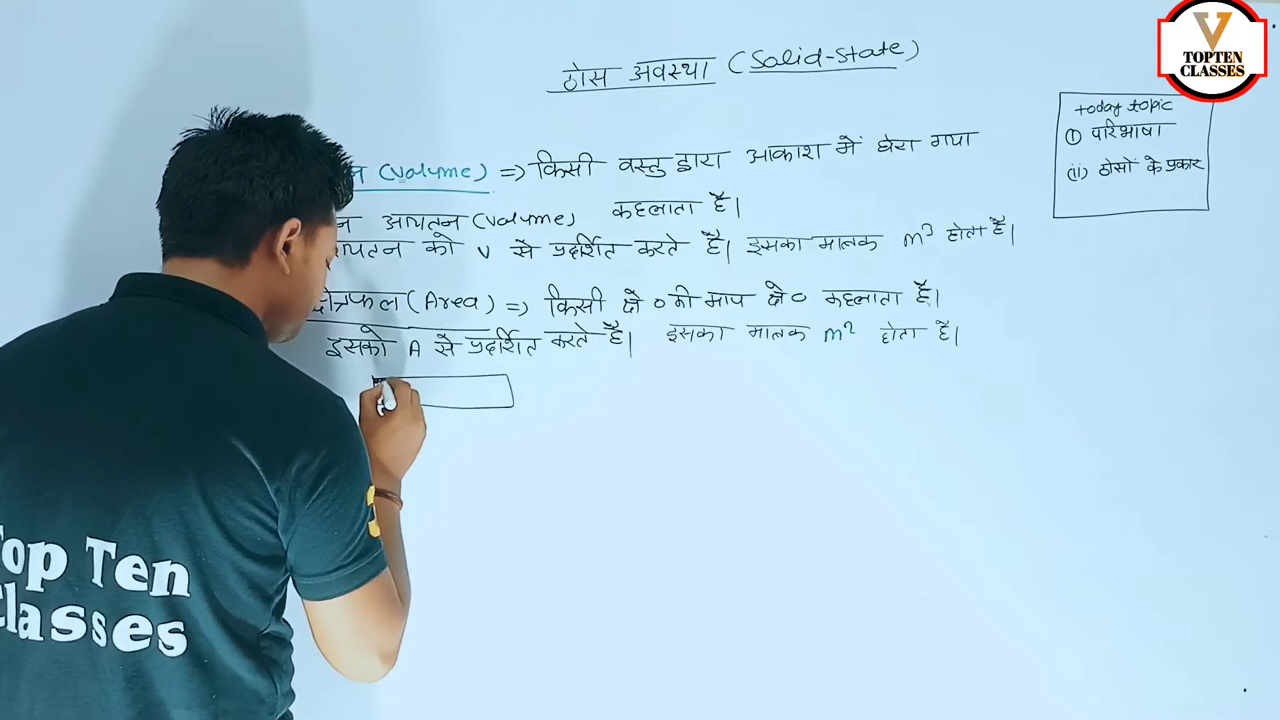 ठोस अवस्था (Solid-State)
TOPTEN
CLASSES
today topic
① परिभाषा
(ii) ठोसों के प्रकार
(Volume) => किसी वस्तु द्वारा आकाश में घेरा गया
आयतन (Volume) कहलाता है।
को V से प्रदर्शित करते हैं। इसका मात्रक m³ होता है।
क्षेत्रफल (Area) => किसी क्षे० की माप क्षे० कहलाता है।
इसको A से प्रदर्शित करते हैं। इसका मात्रक m² होता है।
Top Ten
Classes